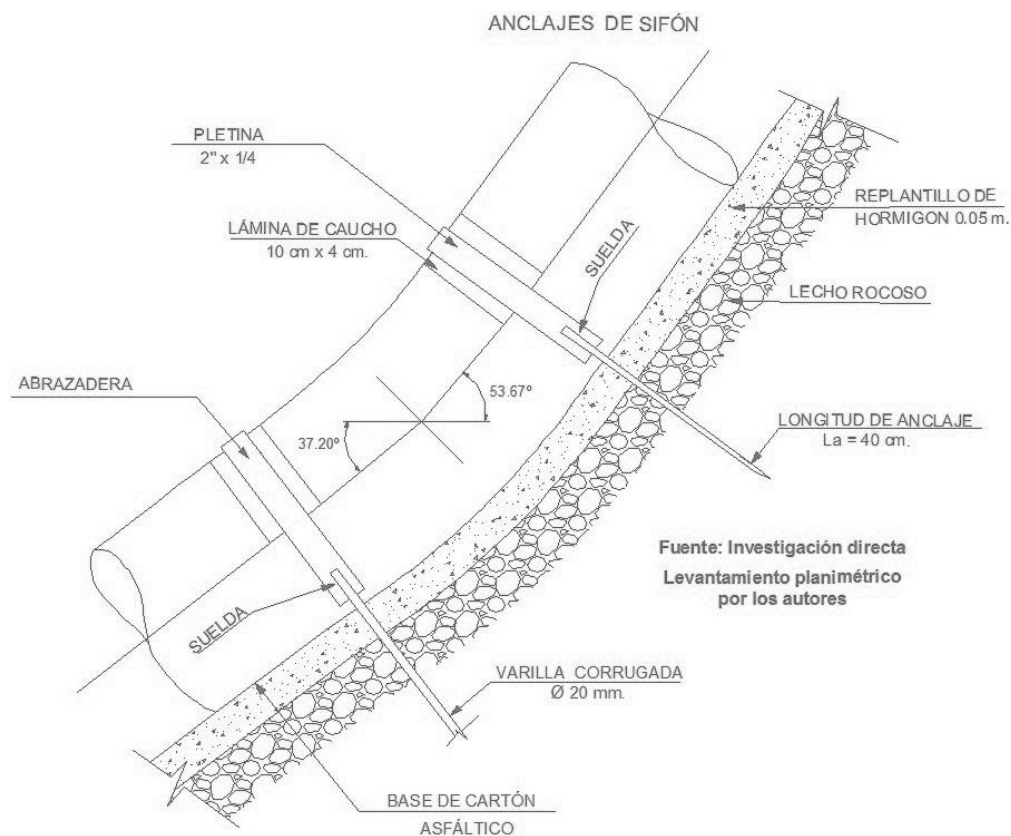 ANCLAJES DE SIFÓN
PLETINA
2" x 1/4
LÁMINA DE CAUCHO
10 cm x 4 cm.
SUELDA
REPLANTILLO DE
HORMIGON 0.05 m.
LECHO ROCOSO
ABRAZADERA
53.67º
37.20º
LONGITUD DE ANCLAJE
La = 40 cm.
Fuente: Investigación directa
Levantamiento planimétrico
por los autores
SUELDA
VARILLA CORRUGADA
Ø 20 mm.
BASE DE CARTÓN
ASFÁLTICO